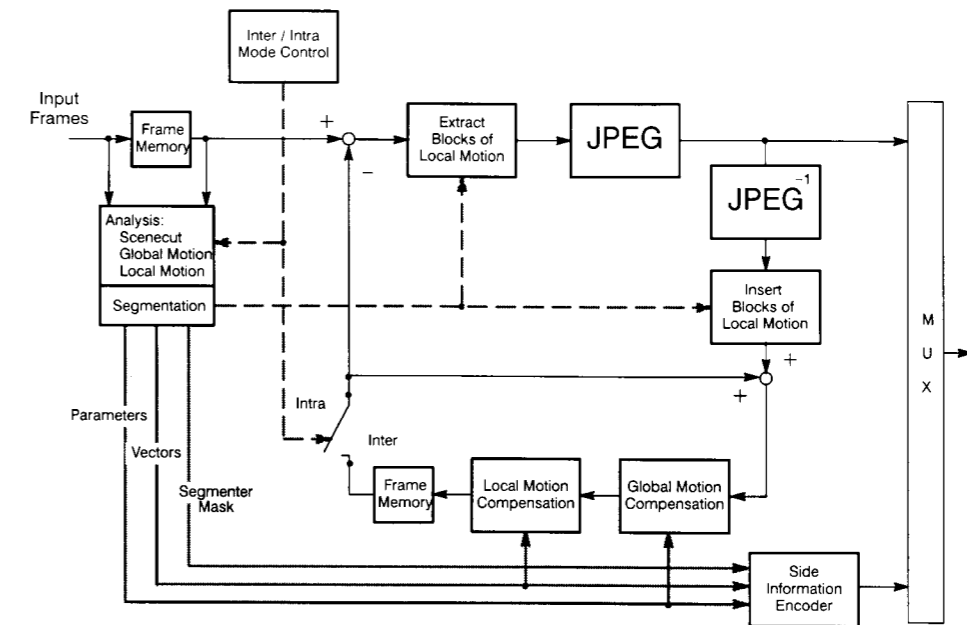 Inter / Intra
Mode Control
Input
Frames
Frame
Memory
+
−
Extract
Blocks of
Local Motion
JPEG
JPEG⁻¹
Analysis:
Scenecut
Global Motion
Local Motion
Segmentation
Insert
Blocks of
Local Motion
M
U
X
+
+
Parameters
Vectors
Segmenter
Mask
Intra
Inter
Frame
Memory
Local Motion
Compensation
Global Motion
Compensation
Side
Information
Encoder